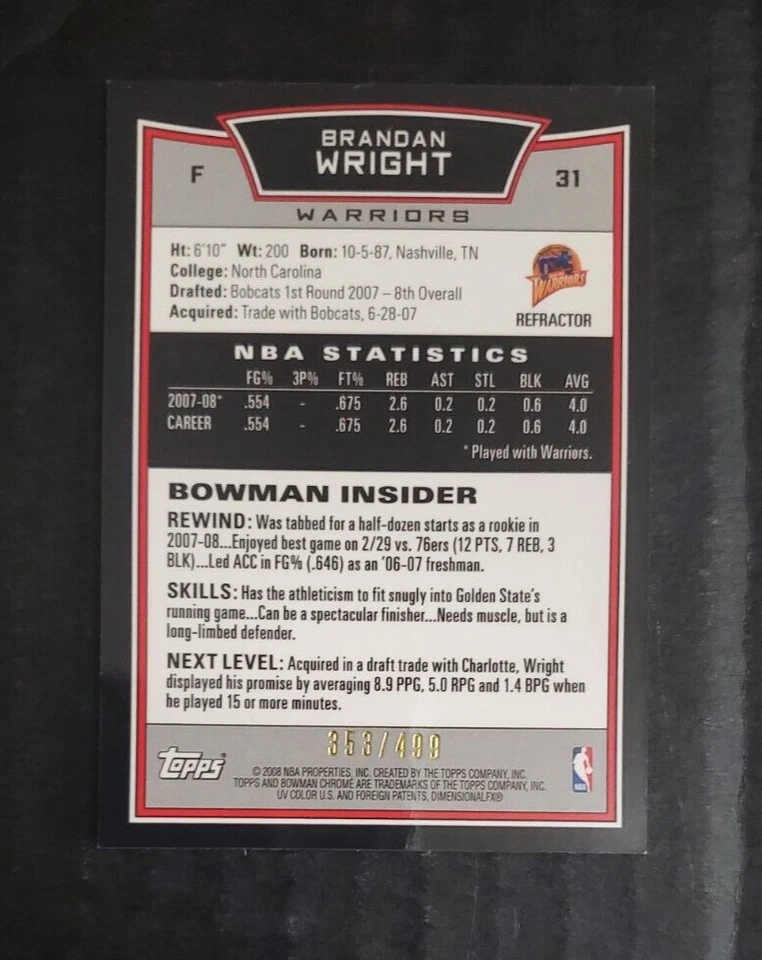 BRANDAN
WRIGHT
F
31
WARRIORS
Ht: 6'10" Wt: 200 Born: 10-5-87, Nashville, TN
College: North Carolina
Drafted: Bobcats 1st Round 2007 – 8th Overall
Acquired: Trade with Bobcats, 6-28-07
WARRIORS
REFRACTOR
NBA STATISTICS
FG% 3P% FT% REB AST STL BLK AVG
2007-08* .554 - .675 2.6 0.2 0.2 0.6 4.0
CAREER .554 - .675 2.6 0.2 0.2 0.6 4.0
* Played with Warriors.
BOWMAN INSIDER
REWIND: Was tabbed for a half-dozen starts as a rookie in
2007-08...Enjoyed best game on 2/29 vs. 76ers (12 PTS, 7 REB, 3
BLK)...Led ACC in FG% (.646) as an '06-07 freshman.
SKILLS: Has the athleticism to fit snugly into Golden State's
running game...Can be a spectacular finisher...Needs muscle, but is a
long-limbed defender.
NEXT LEVEL: Acquired in a draft trade with Charlotte, Wright
displayed his promise by averaging 8.9 PPG, 5.0 RPG and 1.4 BPG when
he played 15 or more minutes.
353/499
Topps®
© 2008 NBA PROPERTIES, INC. CREATED BY THE TOPPS COMPANY, INC.
TOPPS AND BOWMAN CHROME ARE TRADEMARKS OF THE TOPPS COMPANY, INC.
UV COLOR U.S. AND FOREIGN PATENTS, DIMENSIONALFX®
NBA